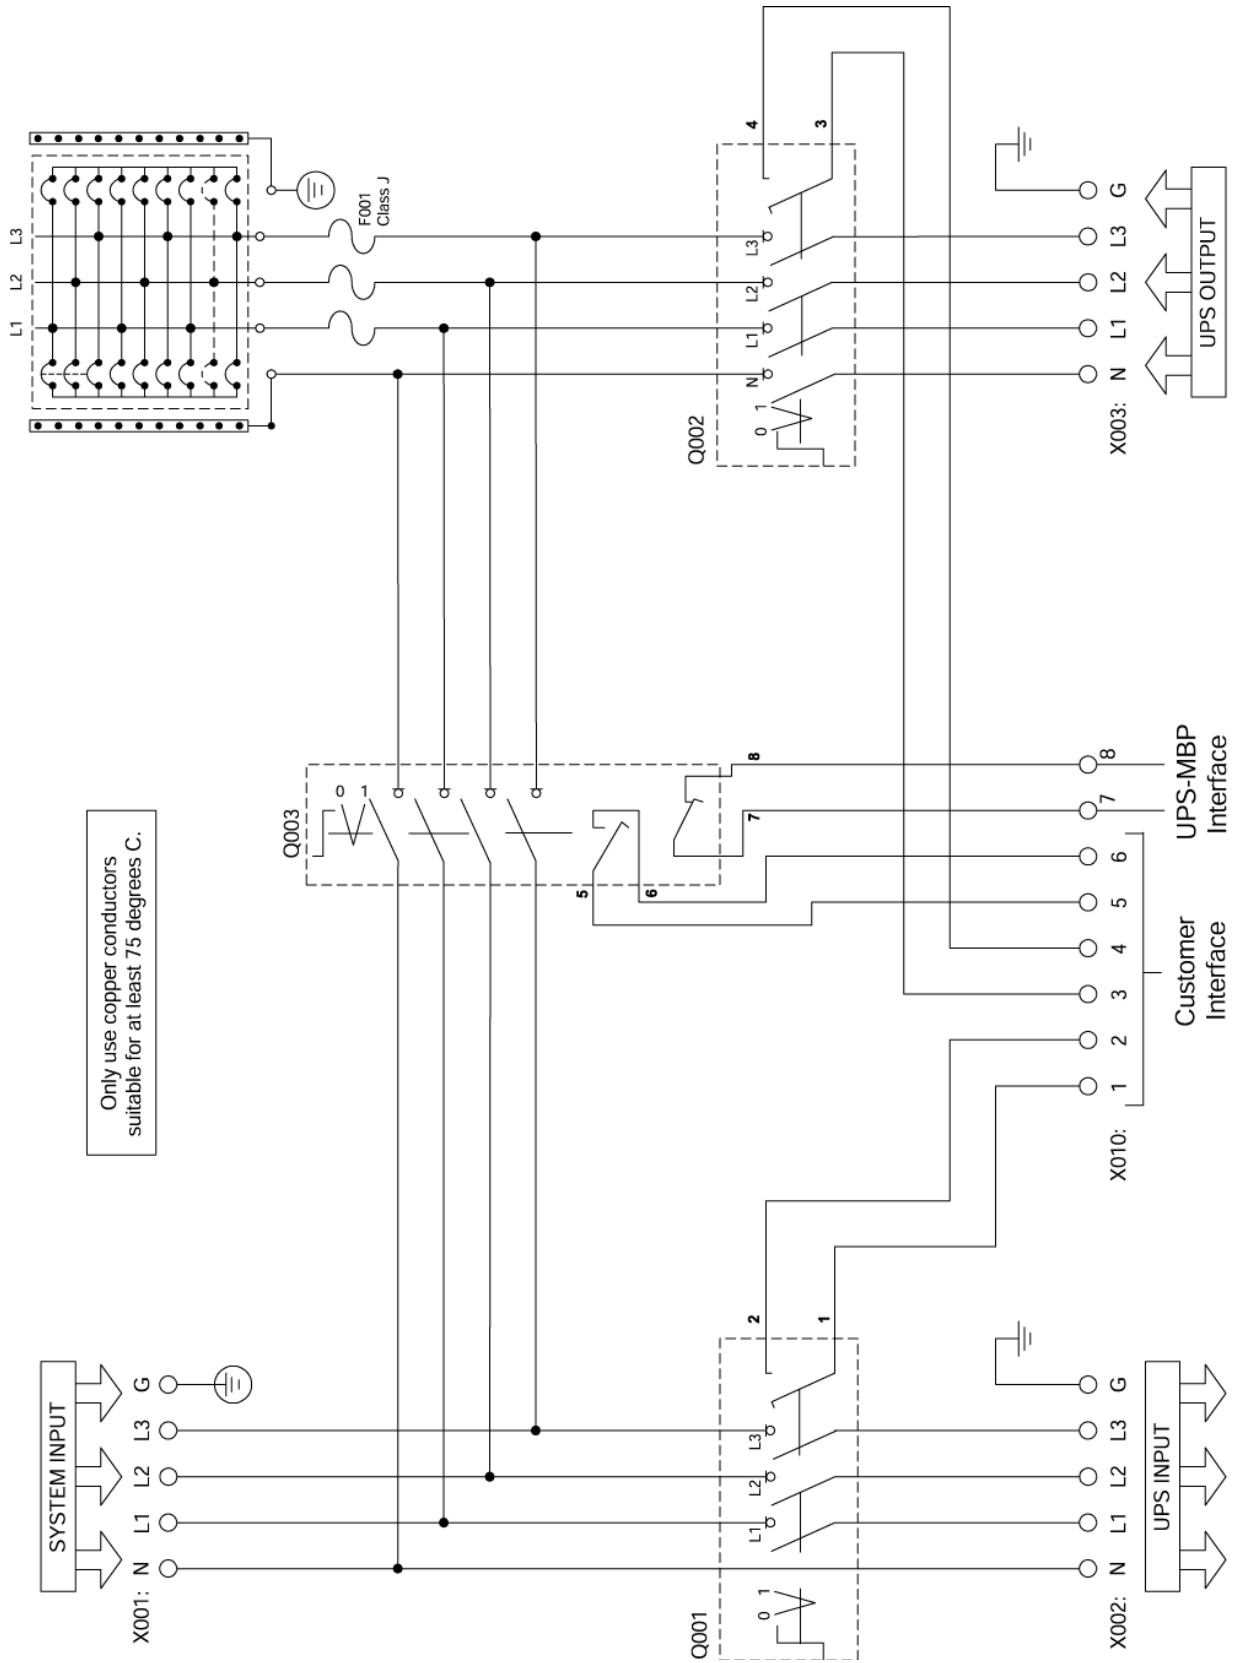 SYSTEM INPUT
X001: N L1 L2 L3 G
Q001
0 1
L1 L2 L3
2
1
X002: N L1 L2 L3 G
UPS INPUT
Only use copper conductors
suitable for at least 75 degrees C.
Q003
0 1
5
6
7
8
X010: 1 2 3 4 5 6 7 8
Customer
Interface
UPS-MBP
Interface
L1 L2 L3
F001
Class J
Q002
0 1
N L1 L2 L3
4
3
X003: N L1 L2 L3 G
UPS OUTPUT